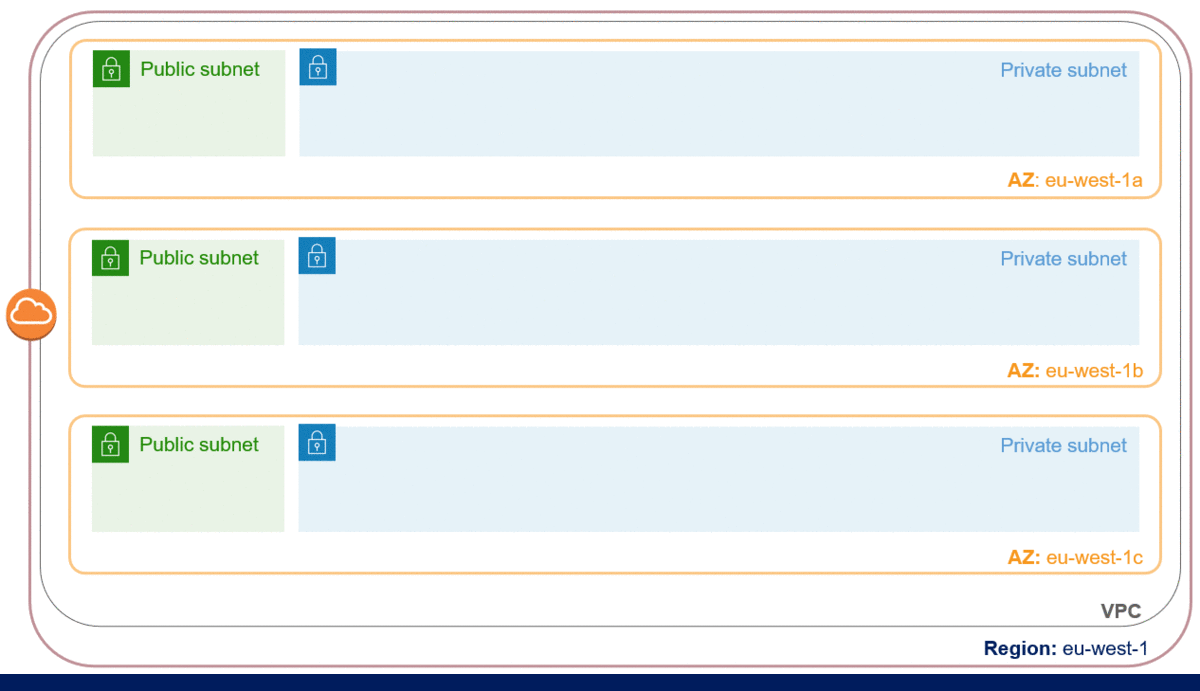 Public subnet
Private subnet
AZ: eu-west-1a
Public subnet
Private subnet
AZ: eu-west-1b
Public subnet
Private subnet
AZ: eu-west-1c
VPC
Region: eu-west-1